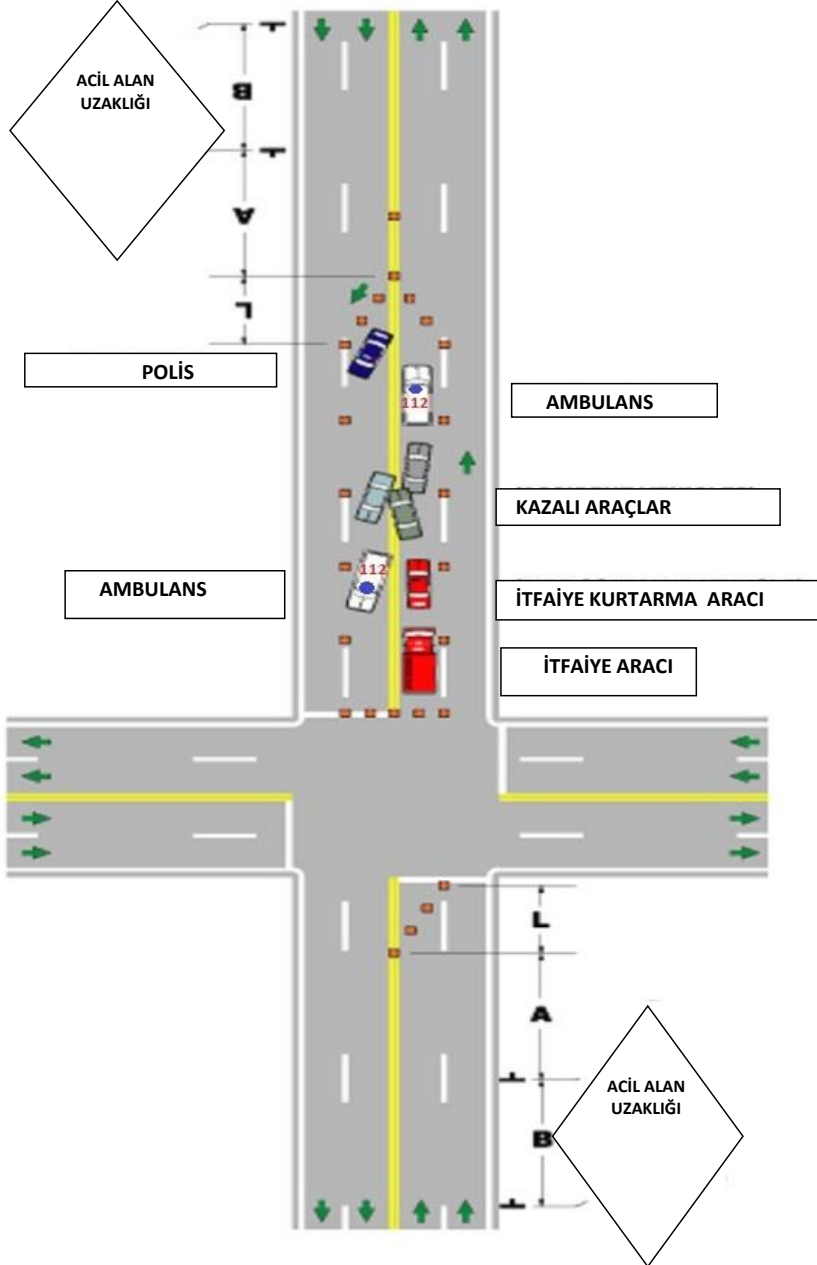 ACİL ALAN
UZAKLIĞI
B
A
L
POLİS
112
AMBULANS
KAZALI ARAÇLAR
112
AMBULANS
İTFAİYE KURTARMA ARACI
İTFAİYE ARACI
L
A
ACİL ALAN
UZAKLIĞI
B